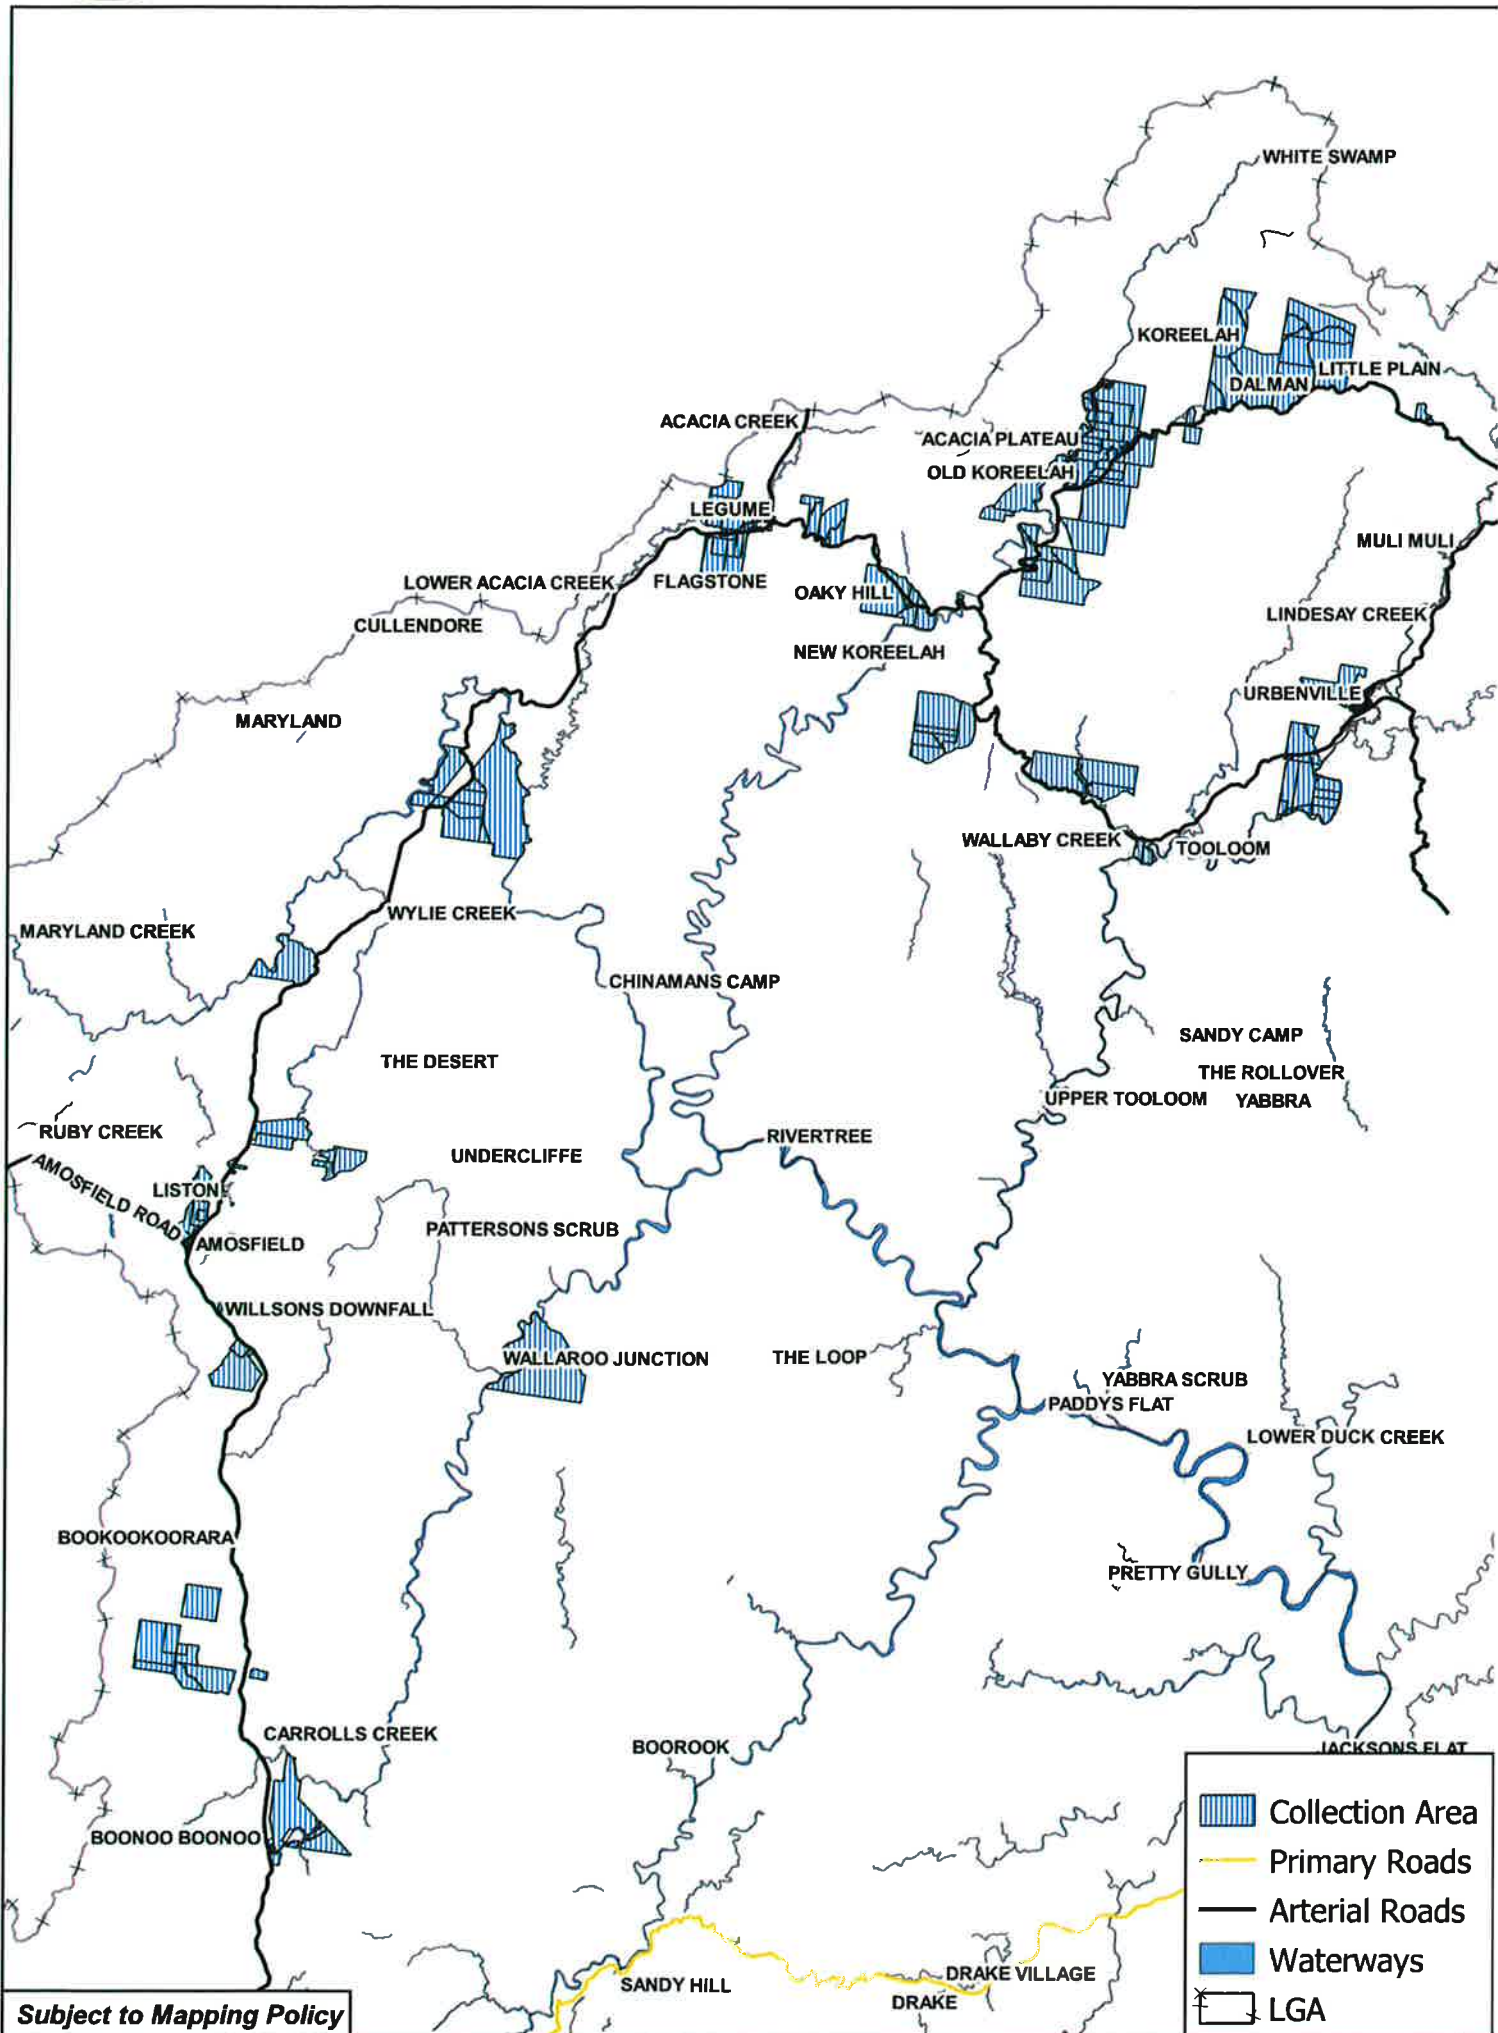 WHITE SWAMP
KOREELAH
LITTLE PLAIN
DALMAN
ACACIA CREEK
ACACIA PLATEAU
OLD KOREELAH
LEGUME
MULI MULI
LOWER ACACIA CREEK
FLAGSTONE
OAKY HILL
LINDESAY CREEK
CULLENDORE
NEW KOREELAH
URBENVILLE
MARYLAND
WALLABY CREEK
TOOLOOM
WYLIE CREEK
MARYLAND CREEK
CHINAMANS CAMP
SANDY CAMP
THE DESERT
THE ROLLOVER
UPPER TOOLOOM
YABBRA
RUBY CREEK
RIVERTREE
UNDERCLIFFE
AMOSFIELD ROAD
LISTON
PATTERSONS SCRUB
AMOSFIELD
WILLSONS DOWNFALL
WALLAROO JUNCTION
THE LOOP
YABBRA SCRUB
PADDYS FLAT
LOWER DUCK CREEK
BOOKOOKOORARA
PRETTY GULLY
CARROLLS CREEK
BOOROOK
JACKSONS FLAT
BOONOO BOONOO
SANDY HILL
DRAKE VILLAGE
DRAKE
Collection Area
Primary Roads
Arterial Roads
Waterways
LGA
Subject to Mapping Policy